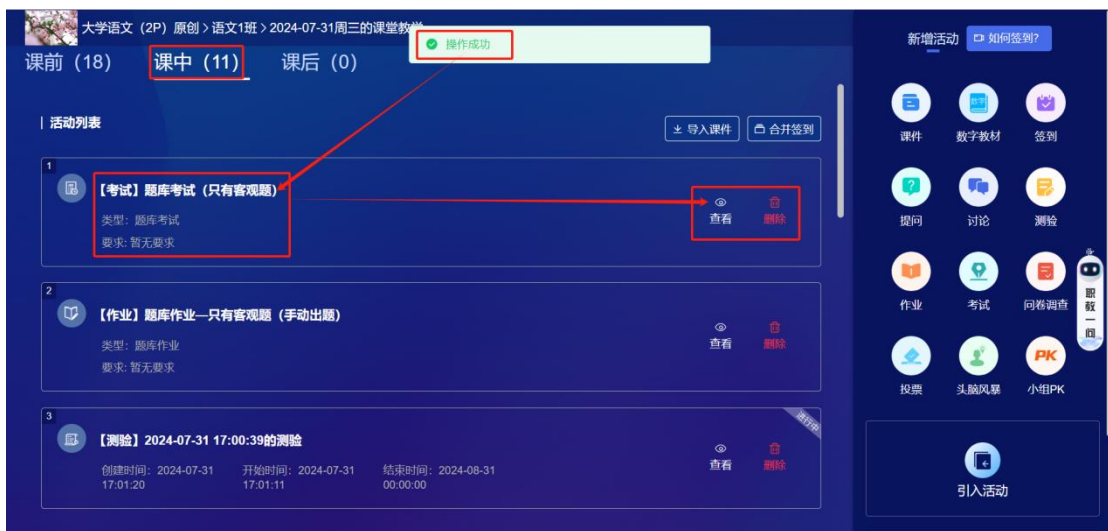 大学语文（2P）原创 > 语文1班 > 2024-07-31周三的课堂教学
操作成功
课前（18） 课中（11） 课后（0）
活动列表
导入课件 合并签到
1
【考试】题库考试（只有客观题）
类型：题库考试
要求: 暂无要求
查看 删除
2
【作业】题库作业—只有客观题（手动出题）
类型：题库作业
要求: 暂无要求
查看 删除
3
进行中
【测验】2024-07-31 17:00:39的测验
创建时间：2024-07-31 开始时间：2024-07-31 结束时间：2024-08-31
17:01:20 17:01:11 00:00:00
查看 删除
新增活动 如何签到?
数字
课件 数字教材 签到
提问 讨论 测验
作业 考试 问卷调查
PK
投票 头脑风暴 小组PK
引入活动
职教一问